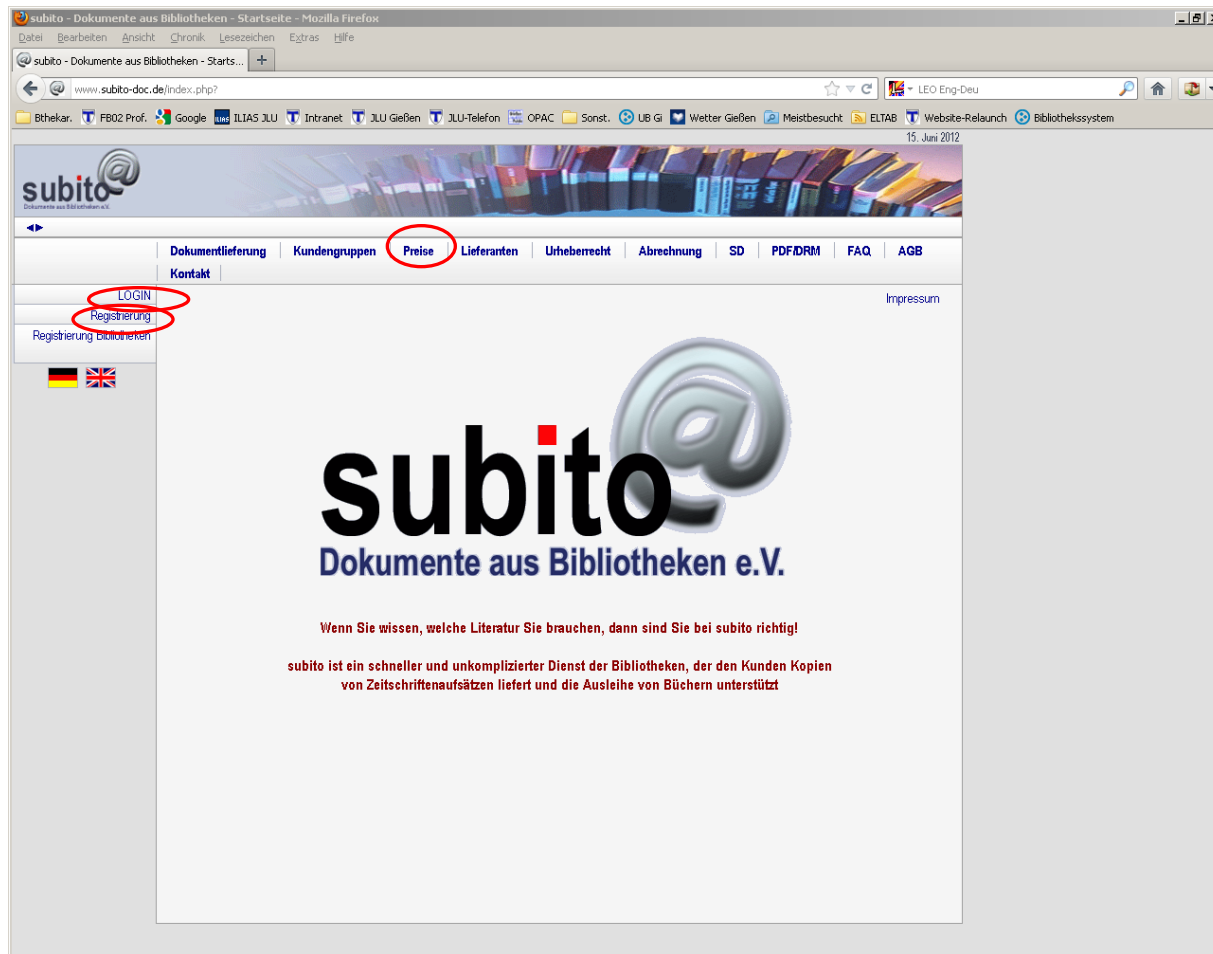 subito - Dokumente aus Bibliotheken - Startseite - Mozilla Firefox
Datei Bearbeiten Ansicht Chronik Lesezeichen Extras Hilfe
subito - Dokumente aus Bibliotheken - Starts... +
www.subito-doc.de/index.php?
LEO Eng-Deu
Bthekar. FB02 Prof. Google ILIAS JLU Intranet JLU Gießen JLU-Telefon OPAC Sonst. UB Gi Wetter Gießen Meistbesucht ELTAB Website-Relaunch Bibliothekssystem
15. Juni 2012
subito
Dokumente aus Bibliotheken e.V.
Dokumentlieferung Kundengruppen Preise Lieferanten Urheberrecht Abrechnung SD PDF/DRM FAQ AGB
Kontakt
LOGIN
Impressum
Registrierung
Registrierung Bibliotheken
subito
Dokumente aus Bibliotheken e.V.
Wenn Sie wissen, welche Literatur Sie brauchen, dann sind Sie bei subito richtig!
subito ist ein schneller und unkomplizierter Dienst der Bibliotheken, der den Kunden Kopien
von Zeitschriftenaufsätzen liefert und die Ausleihe von Büchern unterstützt